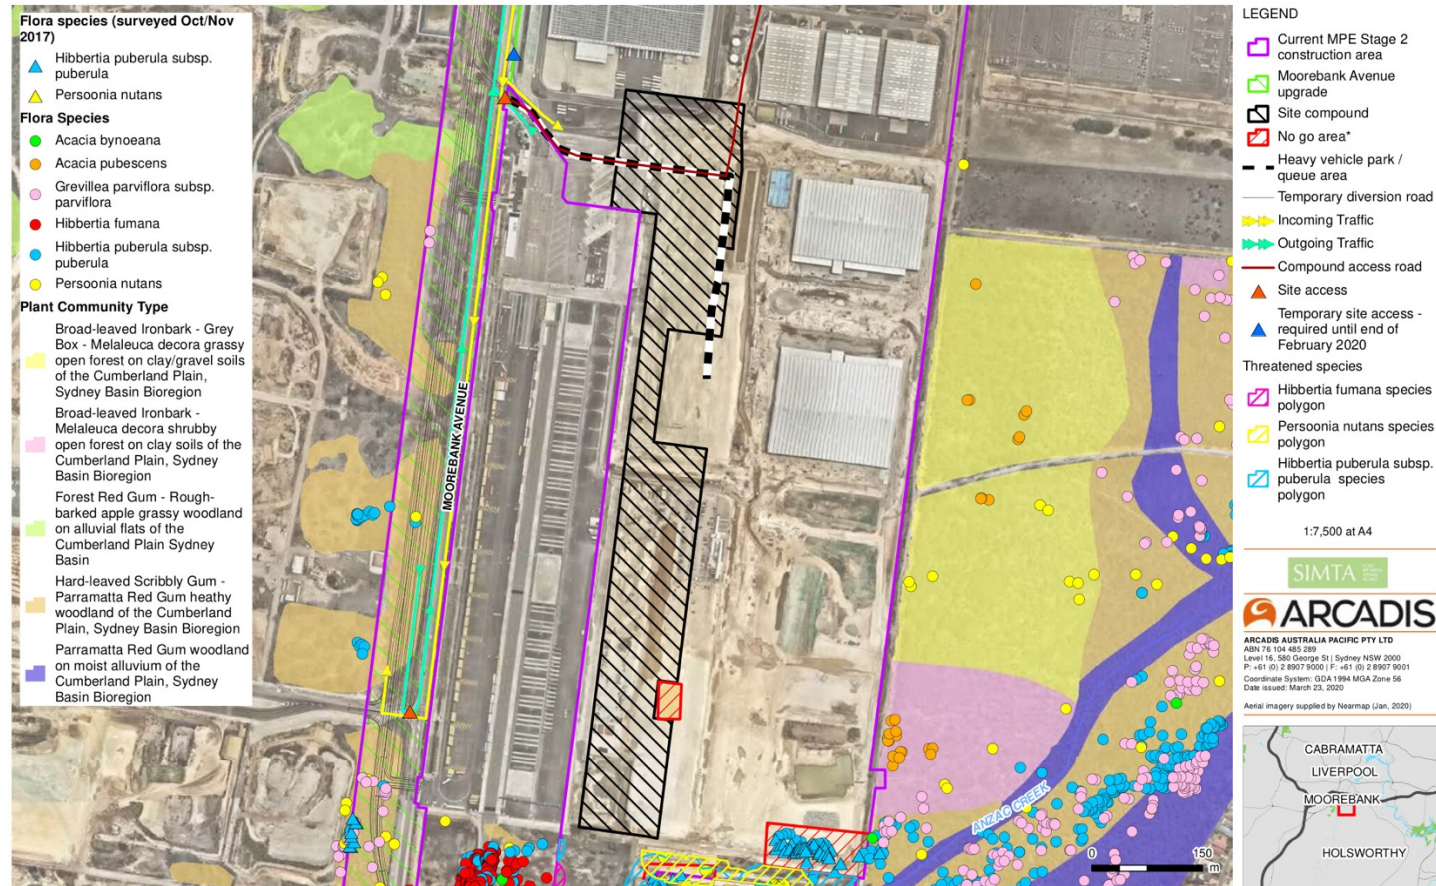 Flora species (surveyed Oct/Nov
2017)
Hibbertia puberula subsp.
puberula
Persoonia nutans
Flora Species
Acacia bynoeana
Acacia pubescens
Grevillea parviflora subsp.
parviflora
Hibbertia fumana
Hibbertia puberula subsp.
puberula
Persoonia nutans
Plant Community Type
Broad-leaved Ironbark - Grey
Box - Melaleuca decora grassy
open forest on clay/gravel soils
of the Cumberland Plain,
Sydney Basin Bioregion
Broad-leaved Ironbark -
Melaleuca decora shrubby
open forest on clay soils of the
Cumberland Plain, Sydney
Basin Bioregion
Forest Red Gum - Rough-
barked apple grassy woodland
on alluvial flats of the
Cumberland Plain Sydney
Basin
Hard-leaved Scribbly Gum -
Parramatta Red Gum heathy
woodland of the Cumberland
Plain, Sydney Basin Bioregion
Parramatta Red Gum woodland
on moist alluvium of the
Cumberland Plain, Sydney
Basin Bioregion
MOOREBANK AVENUE
ANZAC CREEK
0 150
m
LEGEND
Current MPE Stage 2
construction area
Moorebank Avenue
upgrade
Site compound
No go area*
Heavy vehicle park /
queue area
Temporary diversion road
Incoming Traffic
Outgoing Traffic
Compound access road
Site access
Temporary site access -
required until end of
February 2020
Threatened species
Hibbertia fumana species
polygon
Persoonia nutans species
polygon
Hibbertia puberula subsp.
puberula species
polygon
1:7,500 at A4
SIMTA
ARCADIS
ARCADIS AUSTRALIA PACIFIC PTY LTD
ABN 76 104 485 289
Level 16, 580 George St | Sydney NSW 2000
P: +61 (0) 2 8907 9000 | F: +61 (0) 2 8907 9001
Coordinate System: GDA 1994 MGA Zone 56
Date issued: March 23, 2020
Aerial imagery supplied by Nearmap (Jan, 2020)
CABRAMATTA
LIVERPOOL
MOOREBANK
HOLSWORTHY